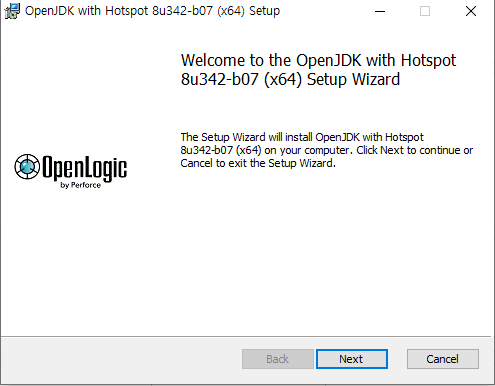 OpenJDK with Hotspot 8u342-b07 (x64) Setup
Welcome to the OpenJDK with Hotspot
8u342-b07 (x64) Setup Wizard
The Setup Wizard will install OpenJDK with Hotspot
8u342-b07 (x64) on your computer. Click Next to continue or
Cancel to exit the Setup Wizard.
OpenLogic
by Perforce
Back
Next
Cancel